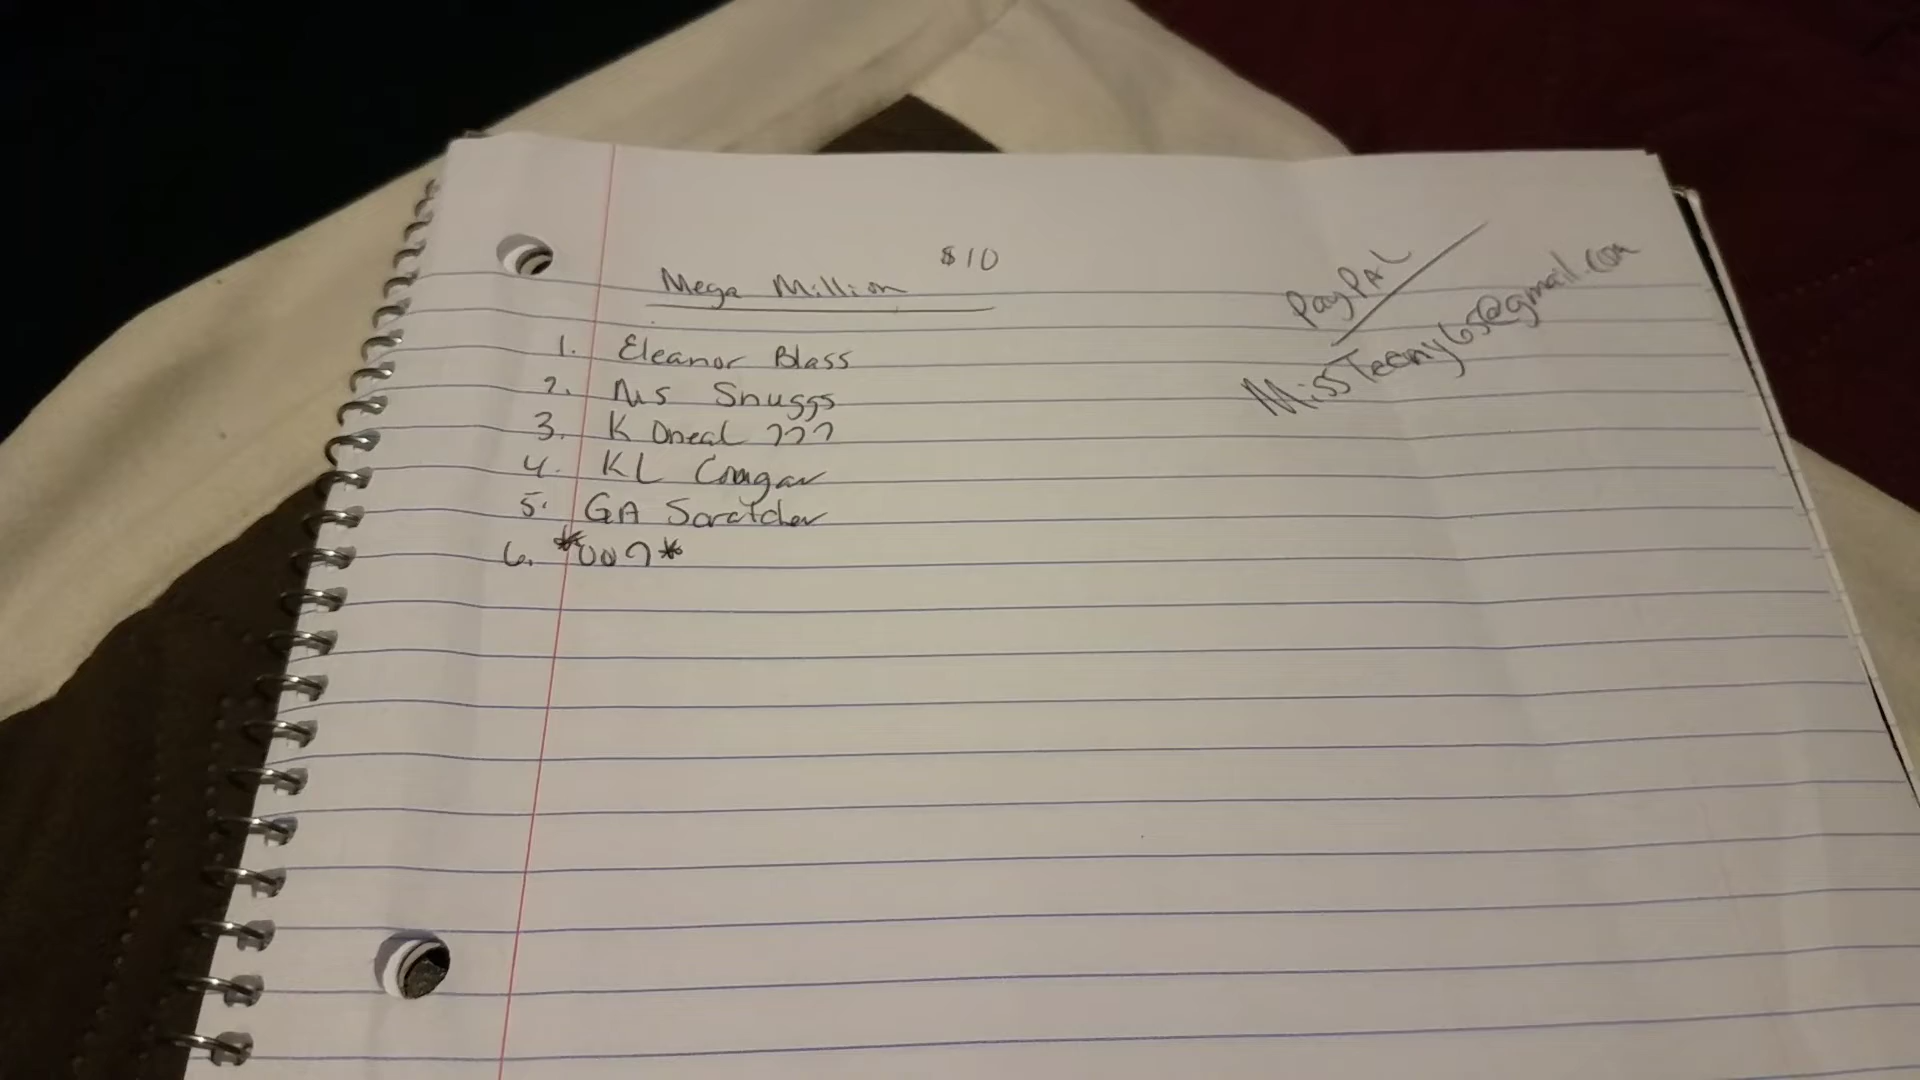 $10
Mega Million
PayPAL
MissTeeny65@gmail.com
1. Eleanor Blass
2. Ms Snuggs
3. K Oneal ???
4. KL Cougar
5. GA Scratcher
6. *007*